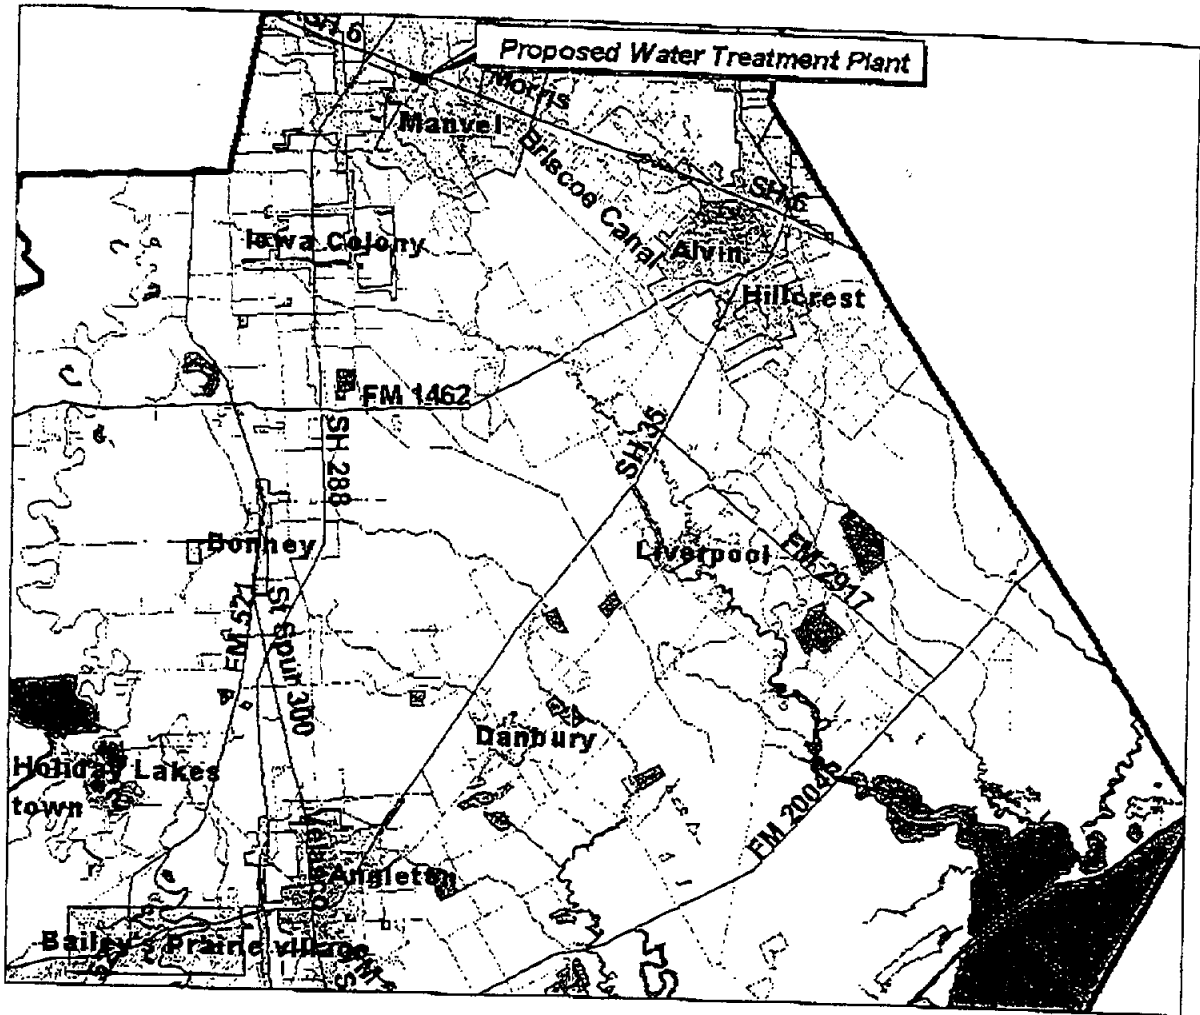 SH 6
Proposed Water Treatment Plant
Morris
Manvel
Briscoe Canal
SH 6
Iowa Colony
Alvin
Hillcrest
FM 1462
SH 288
SH 35
Bonney
Liverpool
FM 2917
FM 521
St Spur 300
Danbury
Holiday Lakes
town
FM 2004
Angleton
Bailey's Prairie village